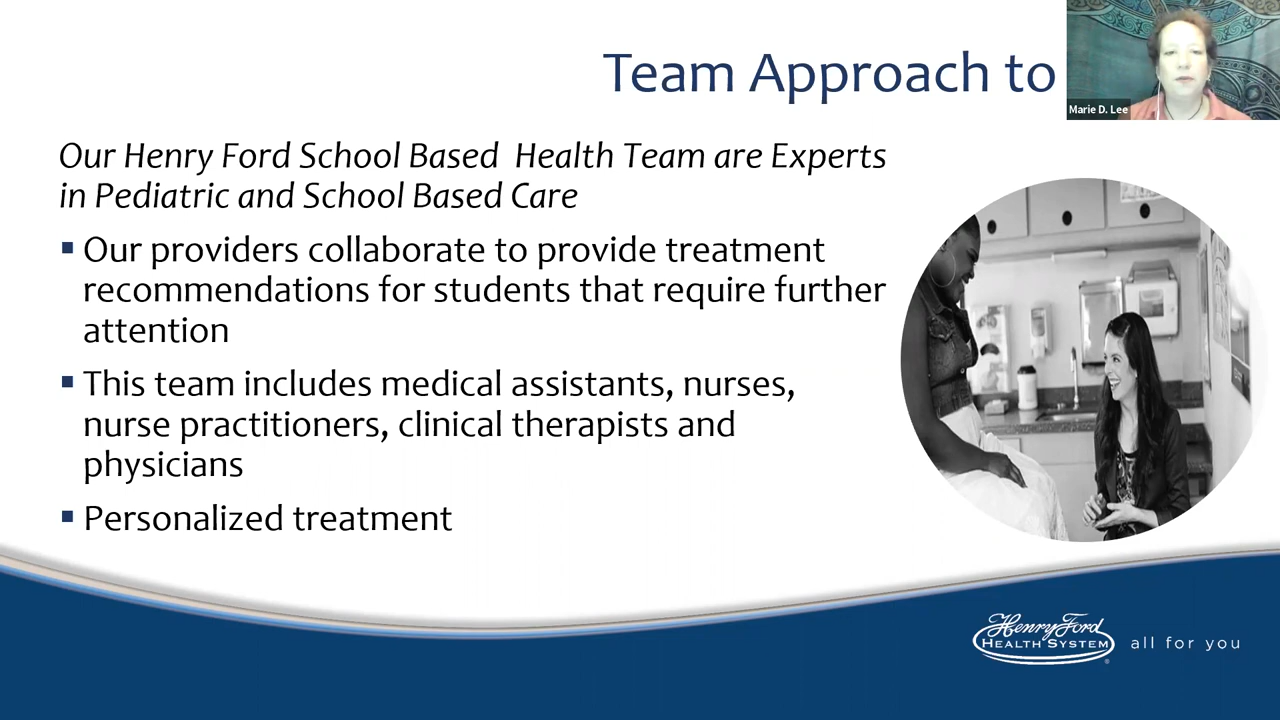 Team Approach to
Marie D. Lee
Our Henry Ford School Based Health Team are Experts
in Pediatric and School Based Care
▪ Our providers collaborate to provide treatment
recommendations for students that require further
attention
▪ This team includes medical assistants, nurses,
nurse practitioners, clinical therapists and
physicians
▪ Personalized treatment
Henry Ford
HEALTH SYSTEM
all for you